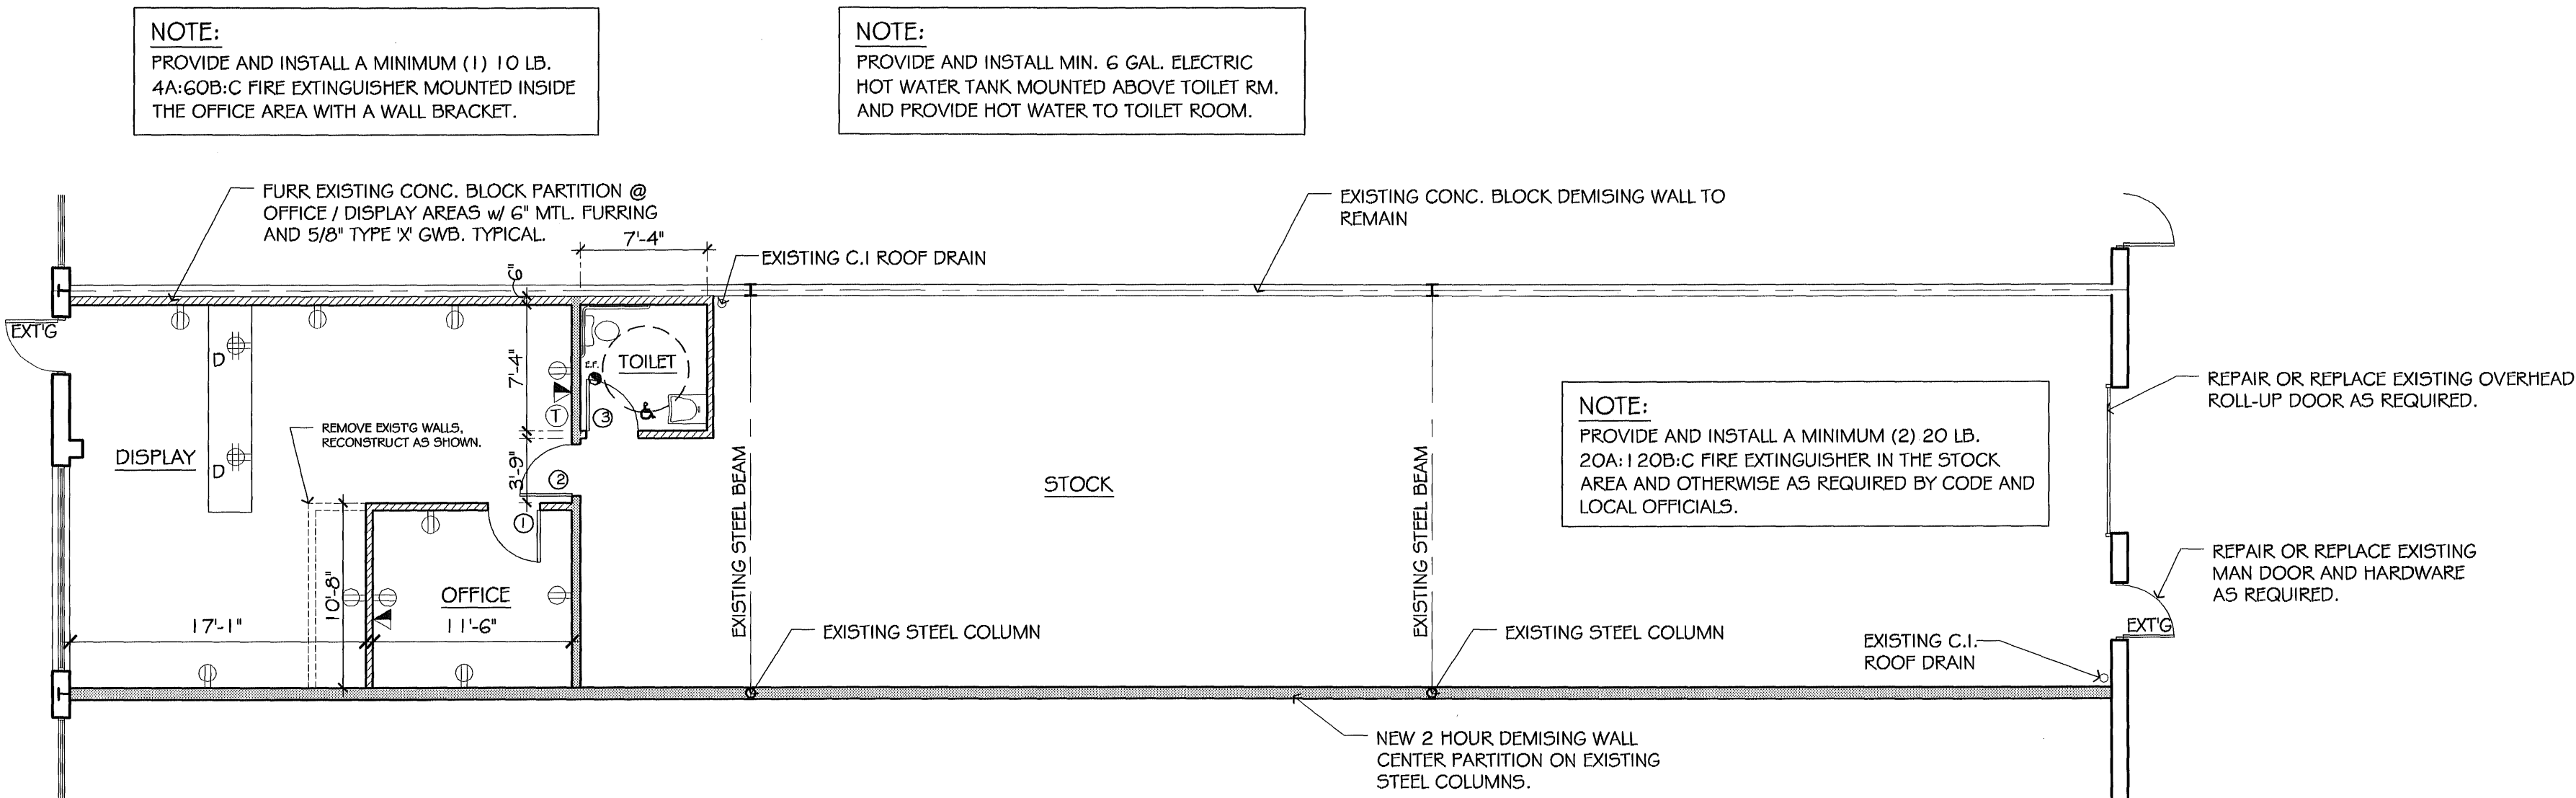 NOTE:
PROVIDE AND INSTALL A MINIMUM (1) 10 LB.
4A:60B:C FIRE EXTINGUISHER MOUNTED INSIDE
THE OFFICE AREA WITH A WALL BRACKET.
NOTE:
PROVIDE AND INSTALL MIN. 6 GAL. ELECTRIC
HOT WATER TANK MOUNTED ABOVE TOILET RM.
AND PROVIDE HOT WATER TO TOILET ROOM.
FURR EXISTING CONC. BLOCK PARTITION @
OFFICE / DISPLAY AREAS w/ 6" MTL. FURRING
AND 5/8" TYPE 'X' GWB. TYPICAL.
7'-4"
EXISTING C.I ROOF DRAIN
EXISTING CONC. BLOCK DEMISING WALL TO
REMAIN
6"
EXT'G
D
D
7'-4"
E.F.
TOILET
T
3
REMOVE EXIST'G WALLS,
RECONSTRUCT AS SHOWN.
DISPLAY
3'-9"
2
1
EXISTING STEEL BEAM
STOCK
EXISTING STEEL BEAM
NOTE:
PROVIDE AND INSTALL A MINIMUM (2) 20 LB.
20A:120B:C FIRE EXTINGUISHER IN THE STOCK
AREA AND OTHERWISE AS REQUIRED BY CODE AND
LOCAL OFFICIALS.
REPAIR OR REPLACE EXISTING OVERHEAD
ROLL-UP DOOR AS REQUIRED.
REPAIR OR REPLACE EXISTING
MAN DOOR AND HARDWARE
AS REQUIRED.
EXT'G
10'-8"
OFFICE
17'-1"
11'-6"
EXISTING STEEL COLUMN
EXISTING STEEL COLUMN
EXISTING C.I.
ROOF DRAIN
NEW 2 HOUR DEMISING WALL
CENTER PARTITION ON EXISTING
STEEL COLUMNS.